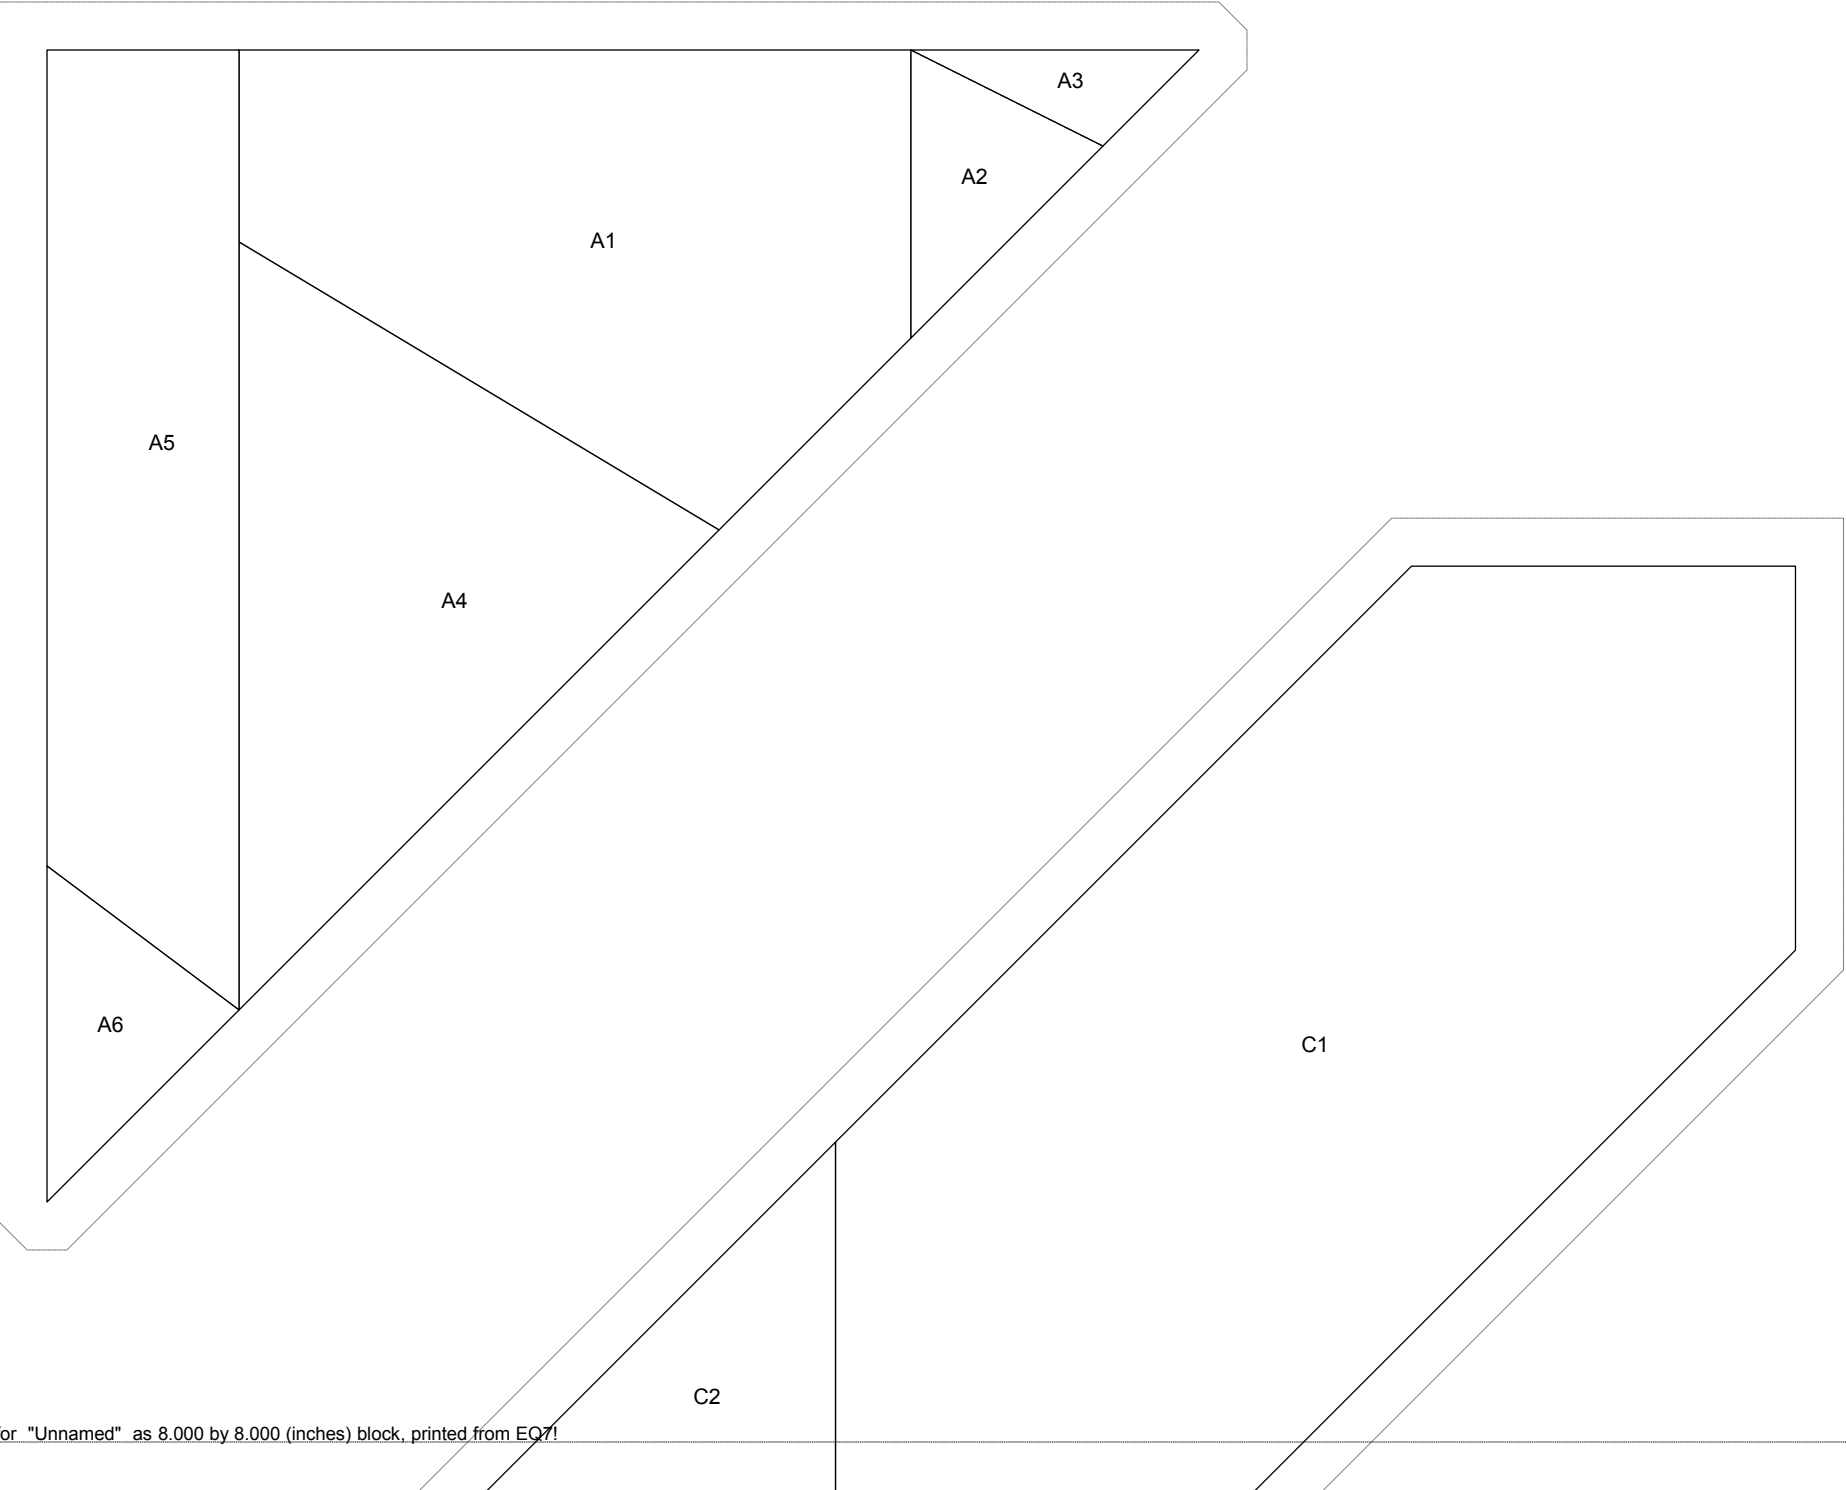 A3
A2
A1
A5
A4
A6
C1
C2
for "Unnamed" as 8.000 by 8.000 (inches) block, printed from EQ7!